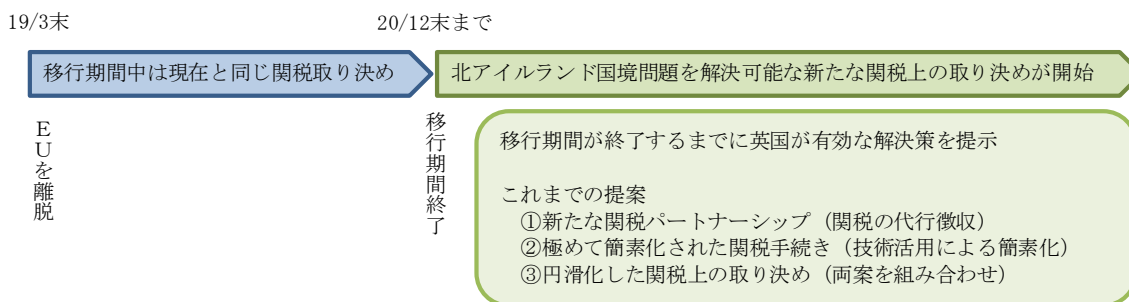 19/3末
20/12末まで
移行期間中は現在と同じ関税取り決め
北アイルランド国境問題を解決可能な新たな関税上の取り決めが開始
EUを離脱
移行期間終了
移行期間が終了するまでに英国が有効な解決策を提示
これまでの提案
①新たな関税パートナーシップ（関税の代行徴収）
②極めて簡素化された関税手続き（技術活用による簡素化）
③円滑化した関税上の取り決め（両案を組み合わせ）